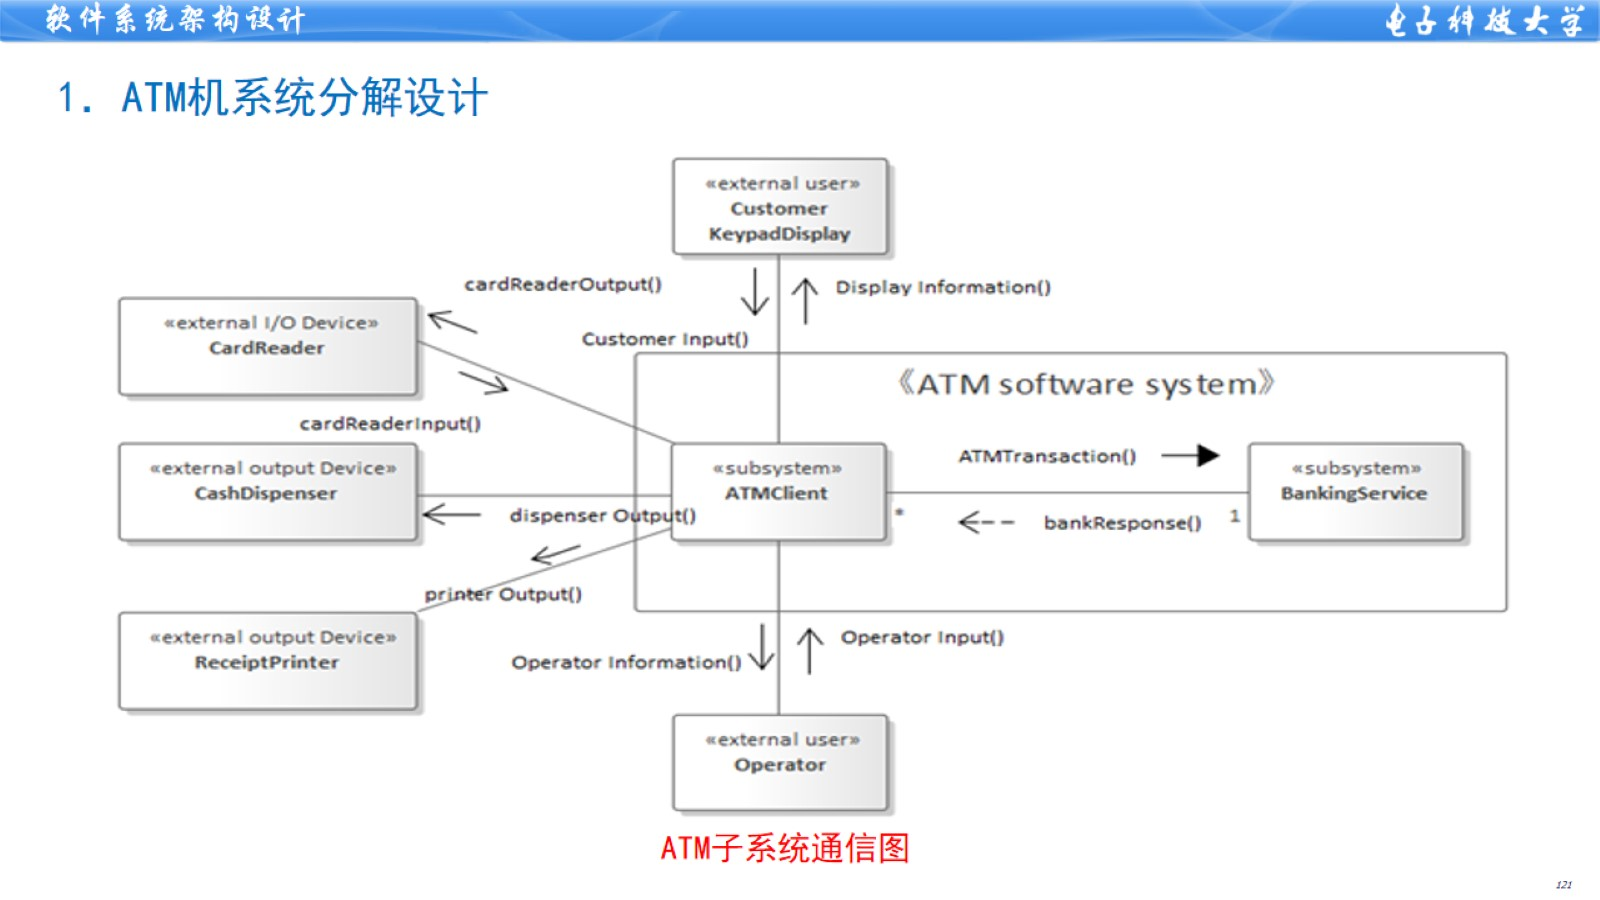 软件系统架构设计
电子科技大学
1. ATM机系统分解设计
«external user»
Customer
KeypadDisplay
cardReaderOutput()
Display Information()
«external I/O Device»
CardReader
Customer Input()
《ATM software system》
cardReaderInput()
«external output Device»
CashDispenser
«subsystem»
ATMClient
ATMTransaction()
«subsystem»
BankingService
dispenser Output()
*
bankResponse()
1
printer Output()
«external output Device»
ReceiptPrinter
Operator Information()
Operator Input()
«external user»
Operator
ATM子系统通信图
121